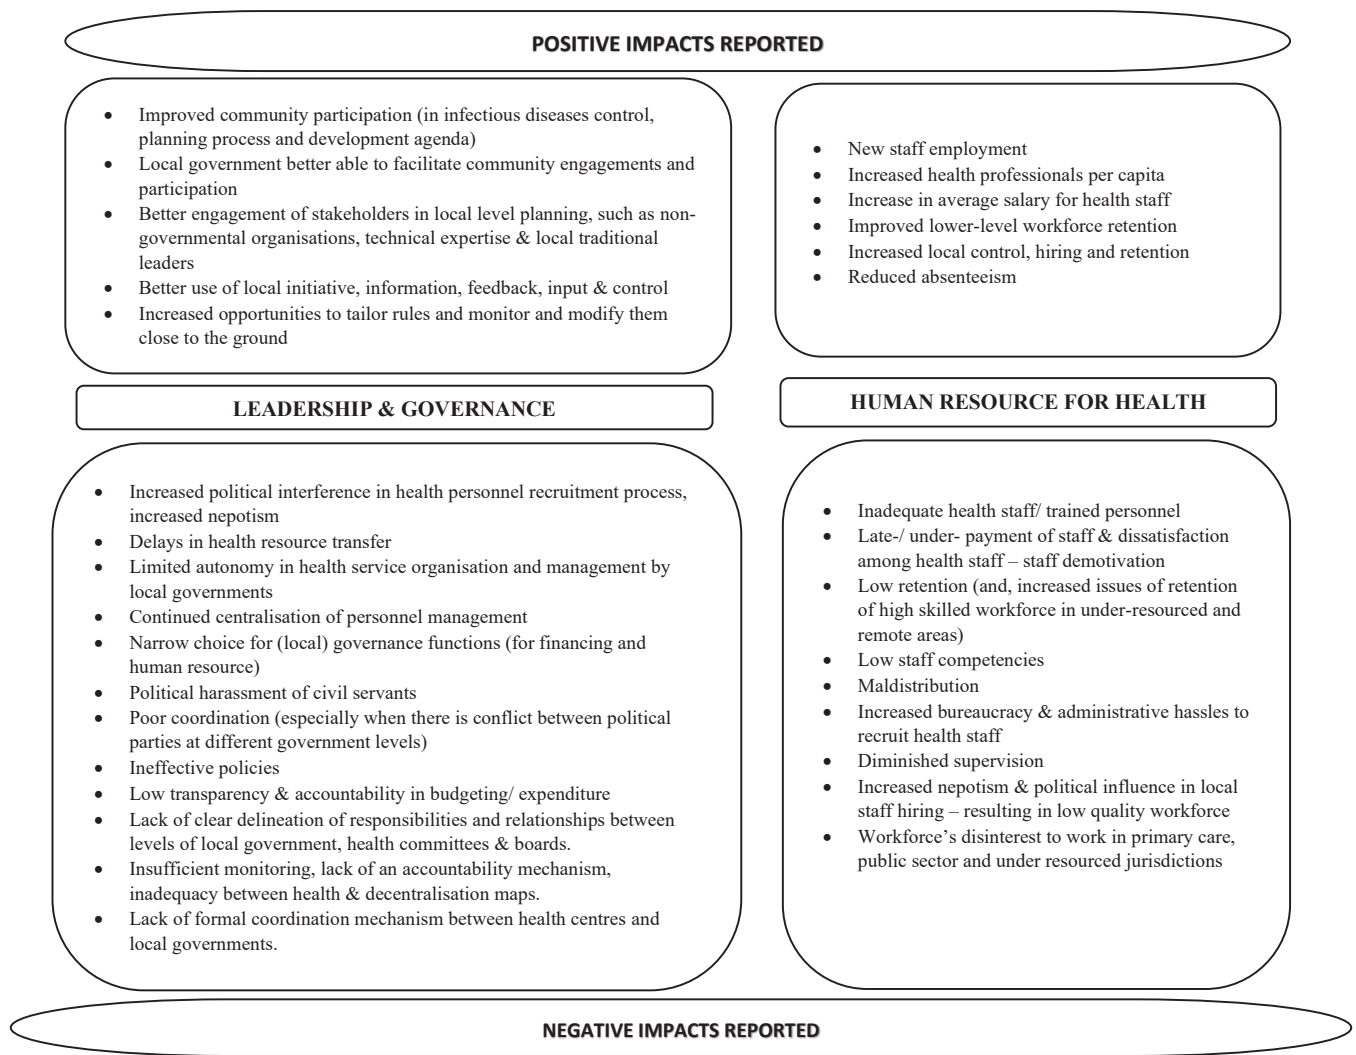 POSITIVE IMPACTS REPORTED
• Improved community participation (in infectious diseases control,
planning process and development agenda)
• Local government better able to facilitate community engagements and
participation
• Better engagement of stakeholders in local level planning, such as non-
governmental organisations, technical expertise & local traditional
leaders
• Better use of local initiative, information, feedback, input & control
• Increased opportunities to tailor rules and monitor and modify them
close to the ground
• New staff employment
• Increased health professionals per capita
• Increase in average salary for health staff
• Improved lower-level workforce retention
• Increased local control, hiring and retention
• Reduced absenteeism
LEADERSHIP & GOVERNANCE
HUMAN RESOURCE FOR HEALTH
• Increased political interference in health personnel recruitment process,
increased nepotism
• Delays in health resource transfer
• Limited autonomy in health service organisation and management by
local governments
• Continued centralisation of personnel management
• Narrow choice for (local) governance functions (for financing and
human resource)
• Political harassment of civil servants
• Poor coordination (especially when there is conflict between political
parties at different government levels)
• Ineffective policies
• Low transparency & accountability in budgeting/ expenditure
• Lack of clear delineation of responsibilities and relationships between
levels of local government, health committees & boards.
• Insufficient monitoring, lack of an accountability mechanism,
inadequacy between health & decentralisation maps.
• Lack of formal coordination mechanism between health centres and
local governments.
• Inadequate health staff/ trained personnel
• Late-/ under- payment of staff & dissatisfaction
among health staff – staff demotivation
• Low retention (and, increased issues of retention
of high skilled workforce in under-resourced and
remote areas)
• Low staff competencies
• Maldistribution
• Increased bureaucracy & administrative hassles to
recruit health staff
• Diminished supervision
• Increased nepotism & political influence in local
staff hiring – resulting in low quality workforce
• Workforce’s disinterest to work in primary care,
public sector and under resourced jurisdictions
NEGATIVE IMPACTS REPORTED